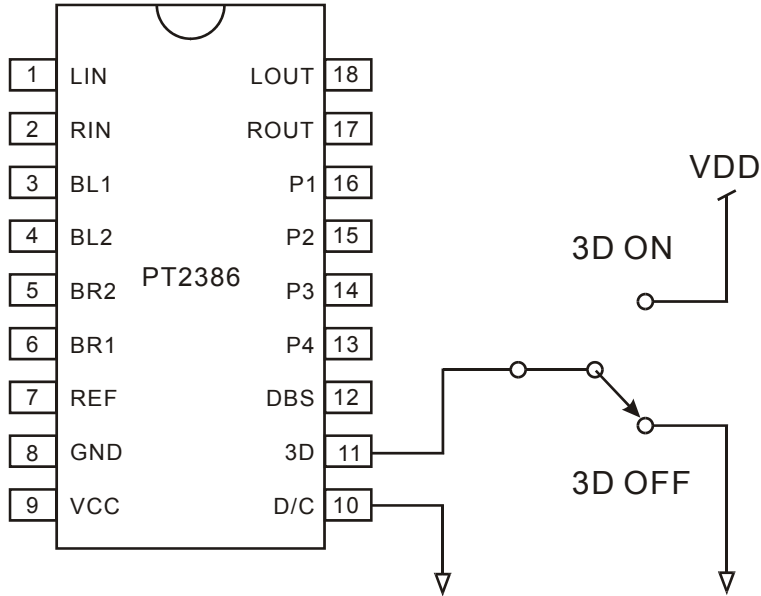 1 LIN LOUT 18
2 RIN ROUT 17
3 BL1 P1 16
VDD
4 BL2 P2 15
3D ON
PT2386
5 BR2 P3 14
6 BR1 P4 13
7 REF DBS 12
8 GND 3D 11
3D OFF
9 VCC D/C 10